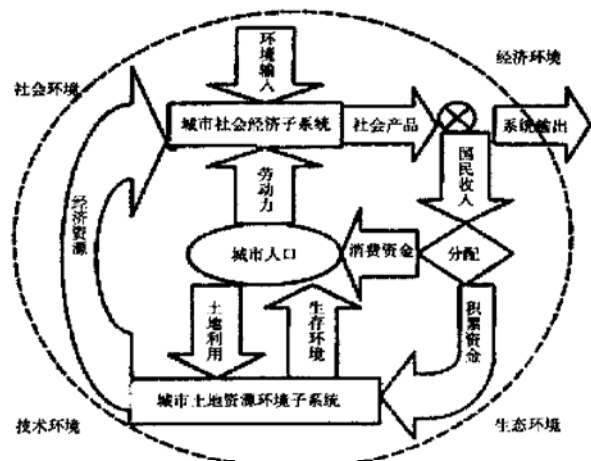 环境输入
经济环境
社会环境
城市社会经济子系统
社会产品
系统输出
劳动力
国民收入
经济资源
城市人口
消费资金
分配
土地利用
生存环境
积累资金
城市土地资源环境子系统
技术环境
生态环境